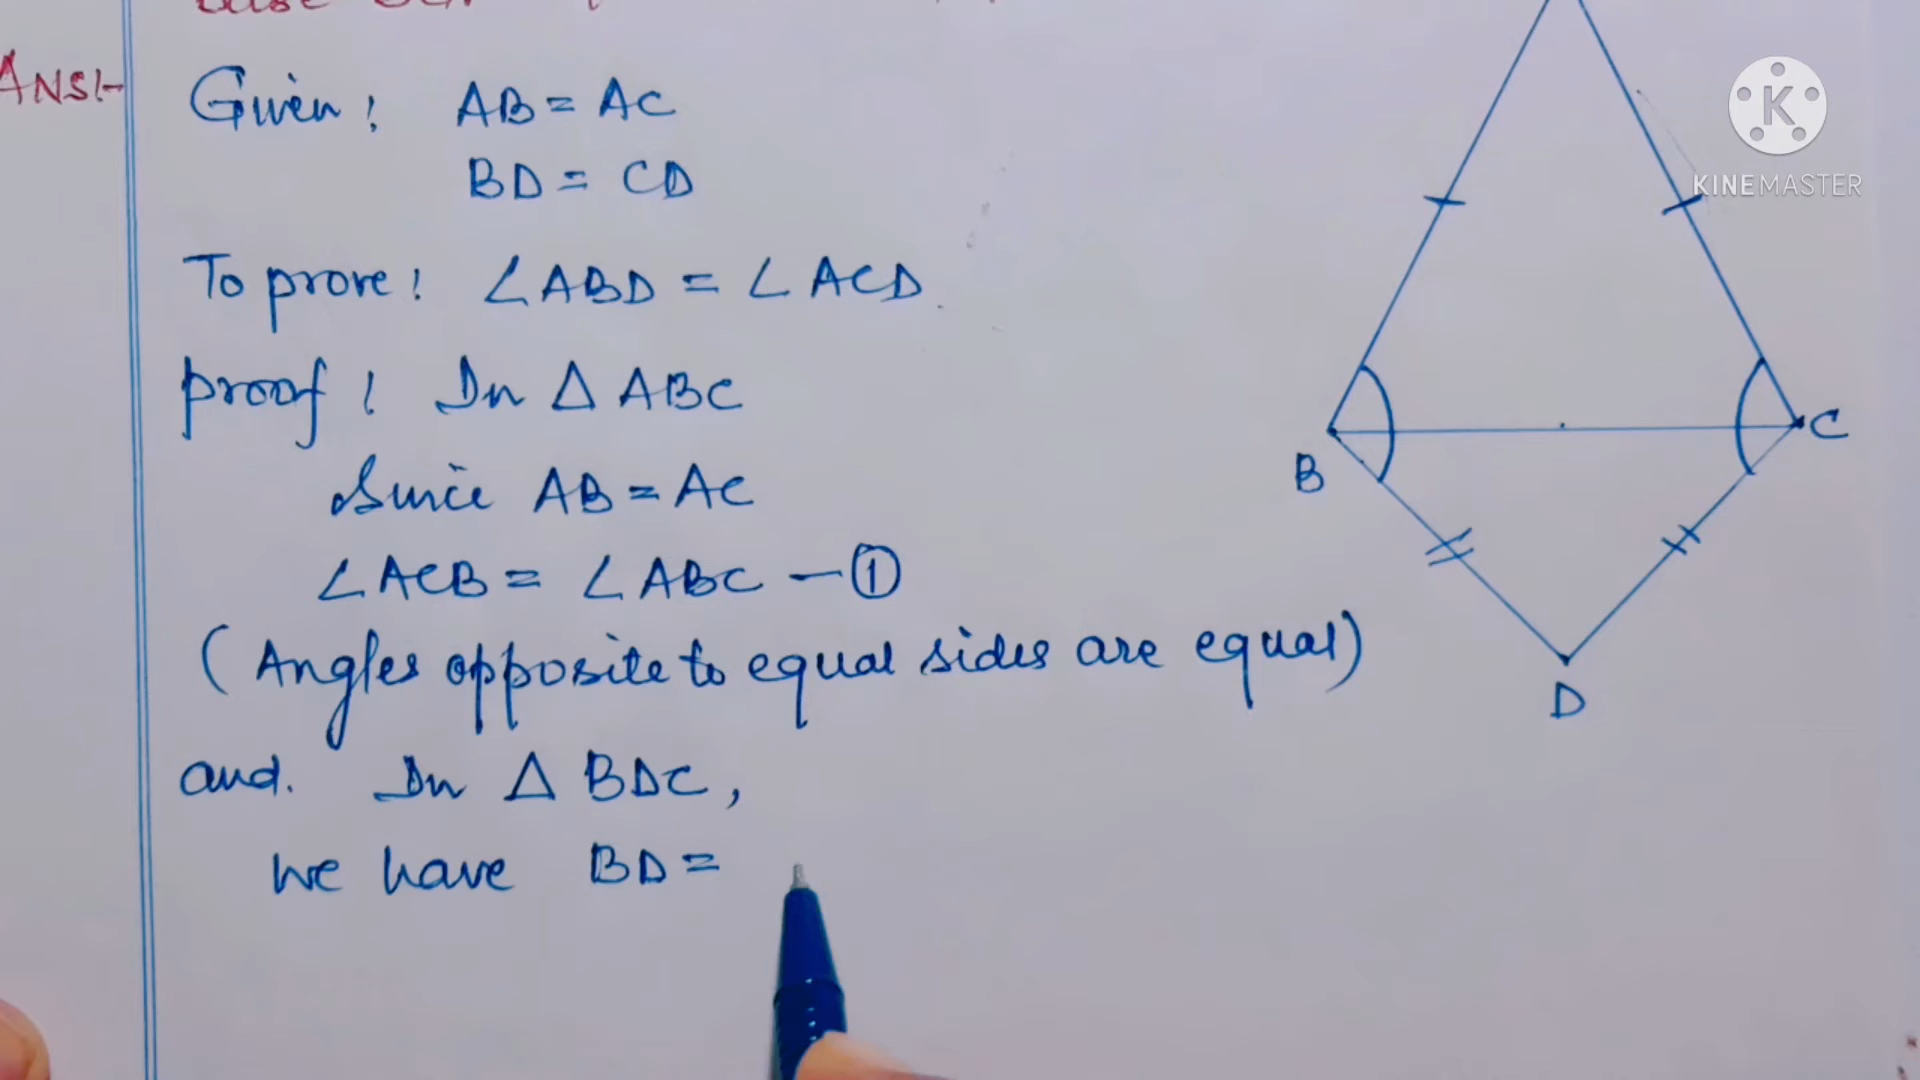 ANS:-
Given: AB = AC
BD = CD
To prove: ∠ABD = ∠ACD
proof: In △ ABC
Since AB = AC
∠ACB = ∠ABC — ①
(Angles opposite to equal sides are equal)
and. In △ BDC,
we have BD =
B
C
D
K
KINEMASTER